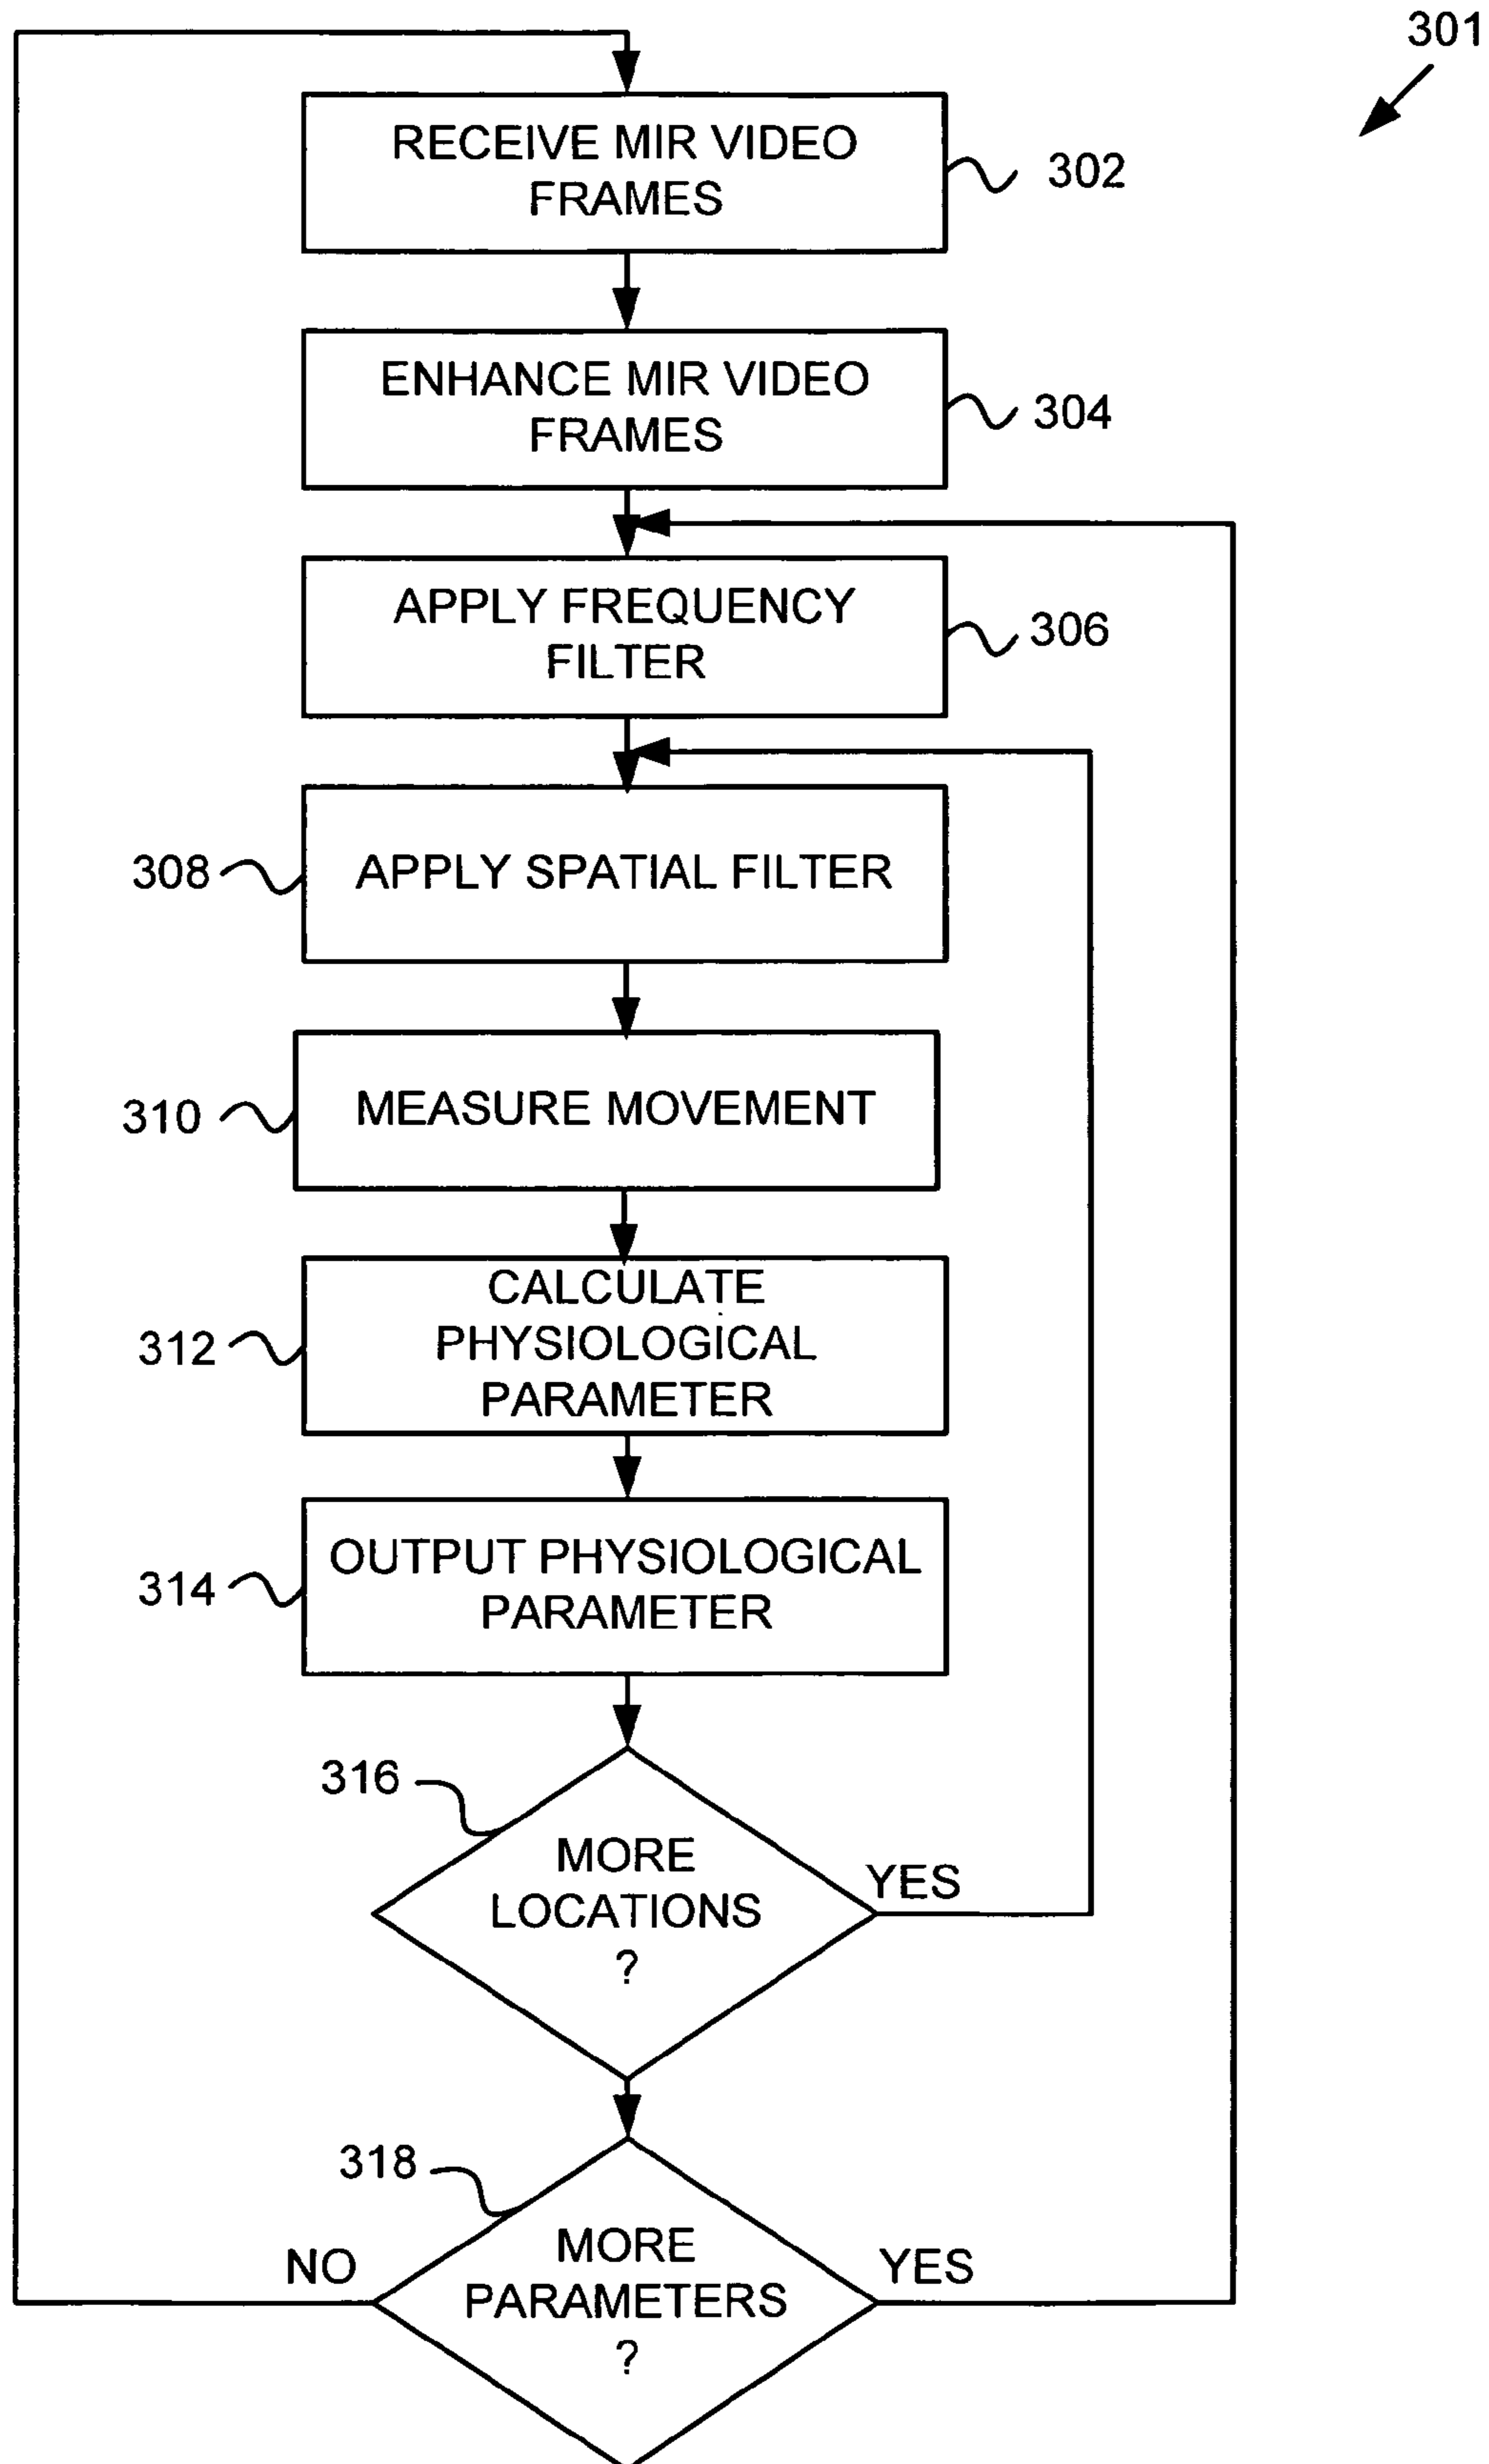 301
RECEIVE MIR VIDEO
FRAMES
302
ENHANCE MIR VIDEO
FRAMES
304
APPLY FREQUENCY
FILTER
306
308
APPLY SPATIAL FILTER
310
MEASURE MOVEMENT
312
CALCULATE
PHYSIOLOGICAL
PARAMETER
314
OUTPUT PHYSIOLOGICAL
PARAMETER
316
MORE
LOCATIONS
?
YES
318
MORE
PARAMETERS
?
NO
YES